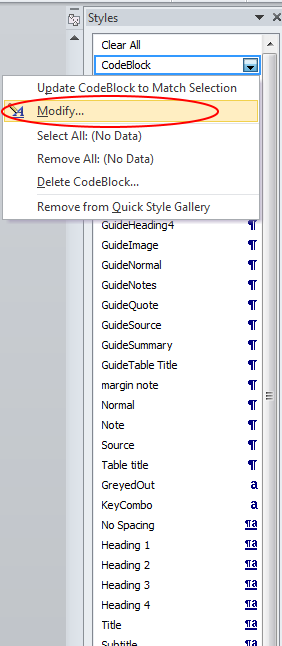 Styles
Clear All
CodeBlock
Update CodeBlock to Match Selection
Modify...
Select All: (No Data)
Remove All: (No Data)
Delete CodeBlock...
Remove from Quick Style Gallery
GuideHeading4 ¶
GuideImage ¶
GuideNormal ¶
GuideNotes ¶
GuideQuote ¶
GuideSource ¶
GuideSummary ¶
GuideTable Title ¶
margin note ¶
Normal ¶
Note ¶
Source ¶
Table title ¶
GreyedOut a
KeyCombo a
No Spacing ¶a
Heading 1 ¶a
Heading 2 ¶a
Heading 3 ¶a
Heading 4 ¶a
Title ¶a
Subtitle ¶a